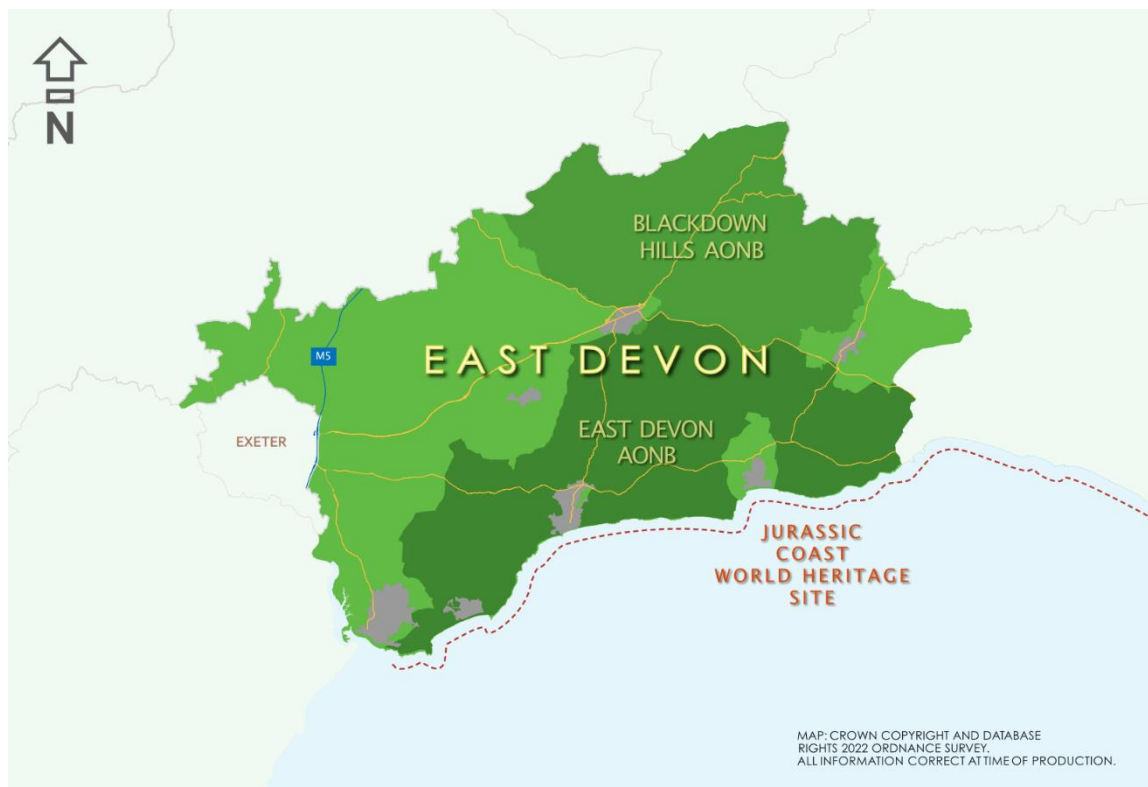 N
BLACKDOWN
HILLS AONB
M5
EAST DEVON
EXETER
EAST DEVON
AONB
JURASSIC
COAST
WORLD HERITAGE
SITE
MAP: CROWN COPYRIGHT AND DATABASE
RIGHTS 2022 ORDNANCE SURVEY.
ALL INFORMATION CORRECT AT TIME OF PRODUCTION.